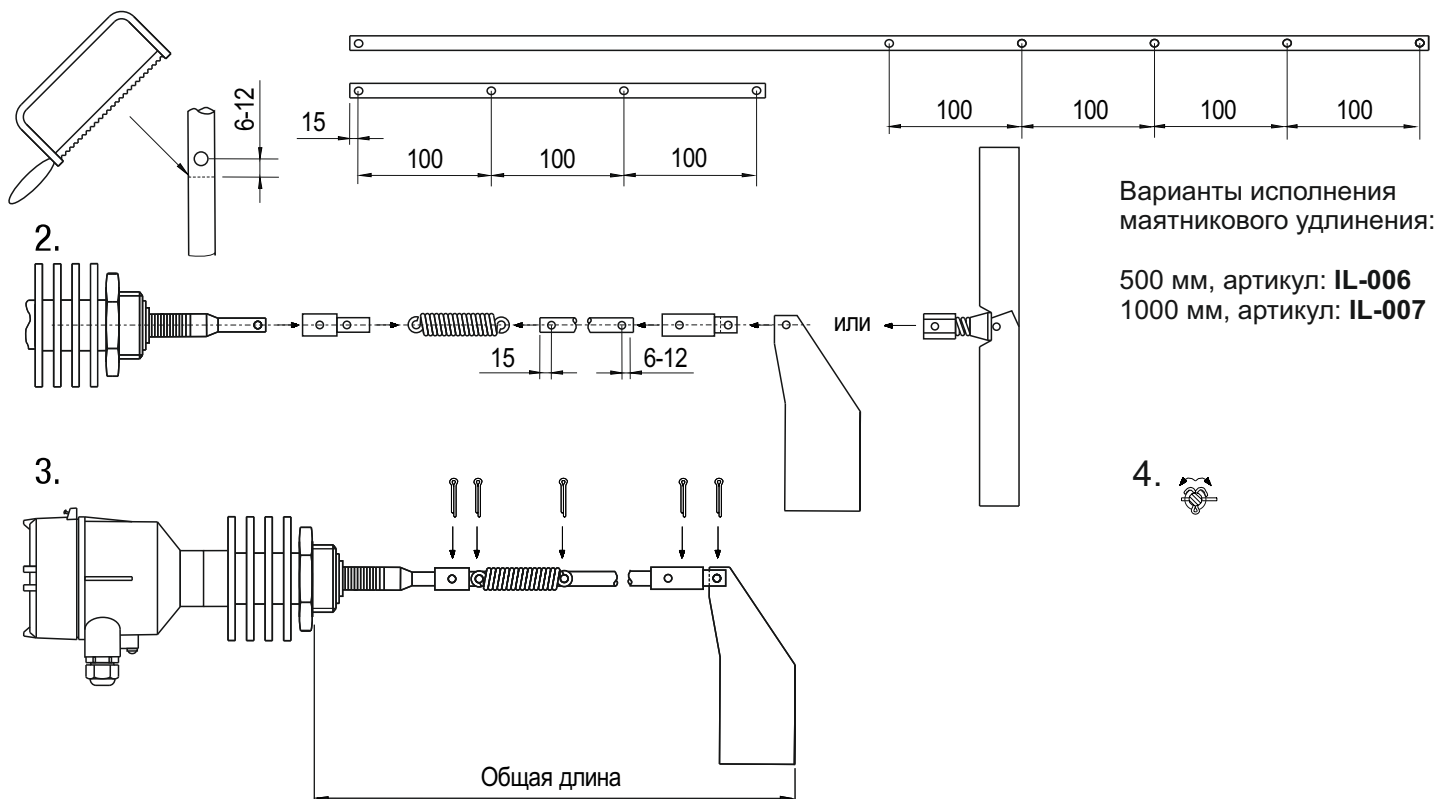 6-12
15
100 100 100
100 100 100 100
Варианты исполнения
маятникового удлинения:
500 мм, артикул: IL-006
1000 мм, артикул: IL-007
2.
15
6-12
или
3.
4.
Общая длина